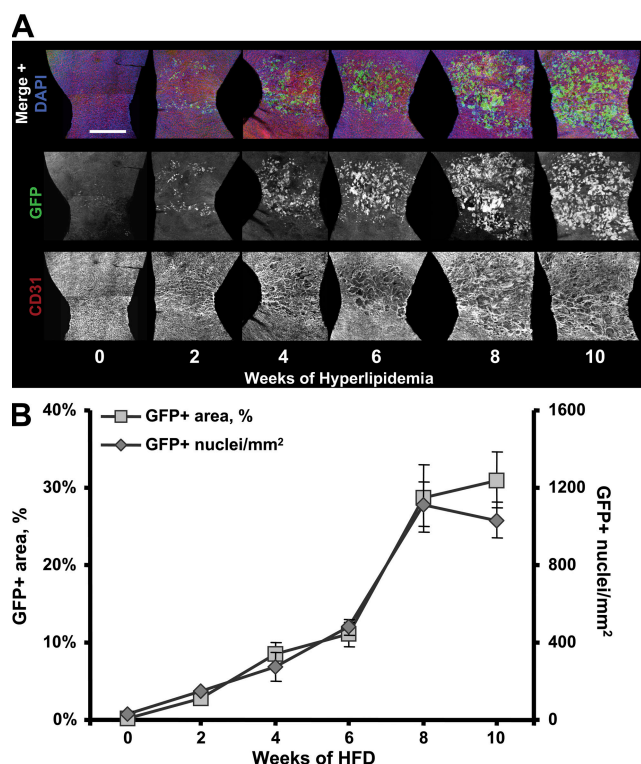 A
Merge +
DAPI
GFP
CD31
0 2 4 6 8 10
Weeks of Hyperlipidemia
B
40% 1600
GFP+ area, %
GFP+ nuclei/mm²
30% 1200
20% 800
10% 400
0% 0
GFP+ area, %
GFP+ nuclei/mm²
0 2 4 6 8 10
Weeks of HFD